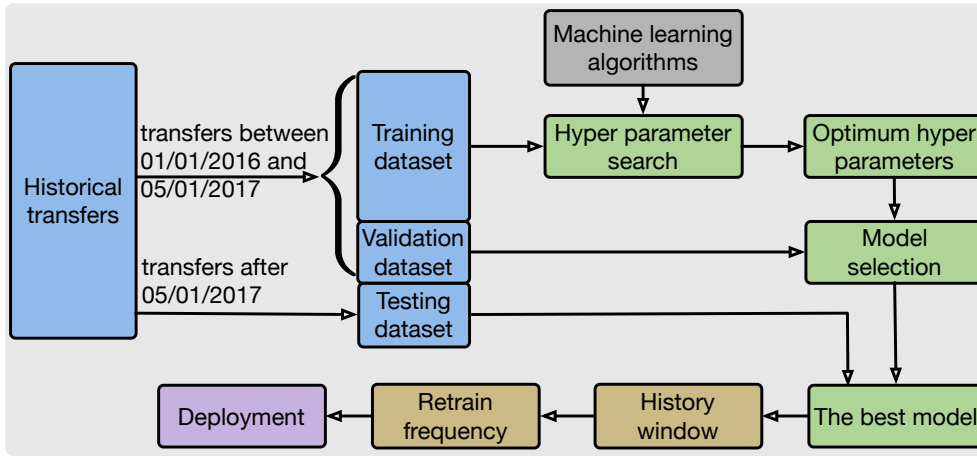 Machine learning
algorithms
Historical
transfers
transfers between
01/01/2016 and
05/01/2017
Training
dataset
Hyper parameter
search
Optimum hyper
parameters
Validation
dataset
Model
selection
transfers after
05/01/2017
Testing
dataset
Deployment
Retrain
frequency
History
window
The best model